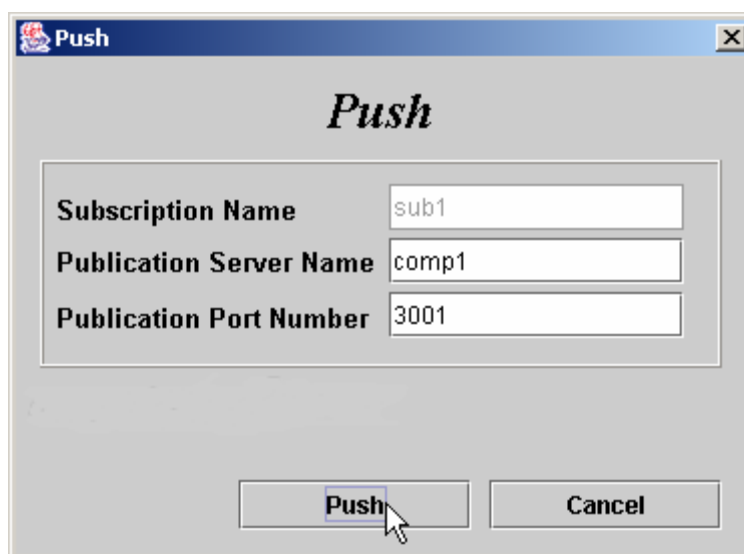 Push
Push
Subscription Name sub1
Publication Server Name comp1
Publication Port Number 3001
Push Cancel